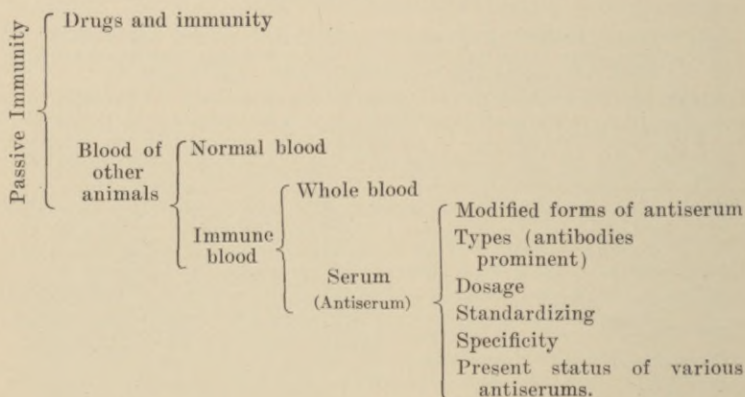 Passive Immunity
Drugs and immunity
Blood of
other
animals
Normal blood
Immune
blood
Whole blood
Serum
(Antiserum)
Modified forms of antiserum
Types (antibodies
prominent)
Dosage
Standardizing
Specificity
Present status of various
antiserums.